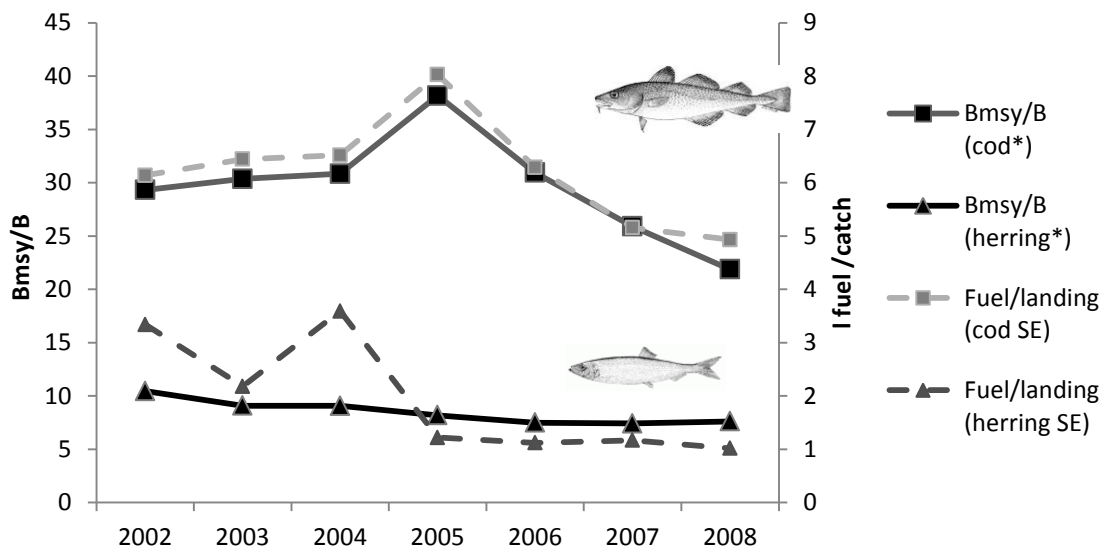 45
40
35
30
25
20
15
10
5
0
Bmsy/B
2002 2003 2004 2005 2006 2007 2008
9
8
7
6
5
4
3
2
1
0
l fuel /catch
Bmsy/B
(cod*)
Bmsy/B
(herring*)
Fuel/landing
(cod SE)
Fuel/landing
(herring SE)